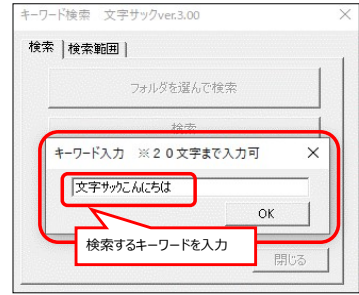 キーワード検索　文字サックver.3.00
検索
検索範囲
フォルダを選んで検索
検索
キーワード入力　※２０文字まで入力可
文字サックこんにちは
OK
検索するキーワードを入力
閉じる